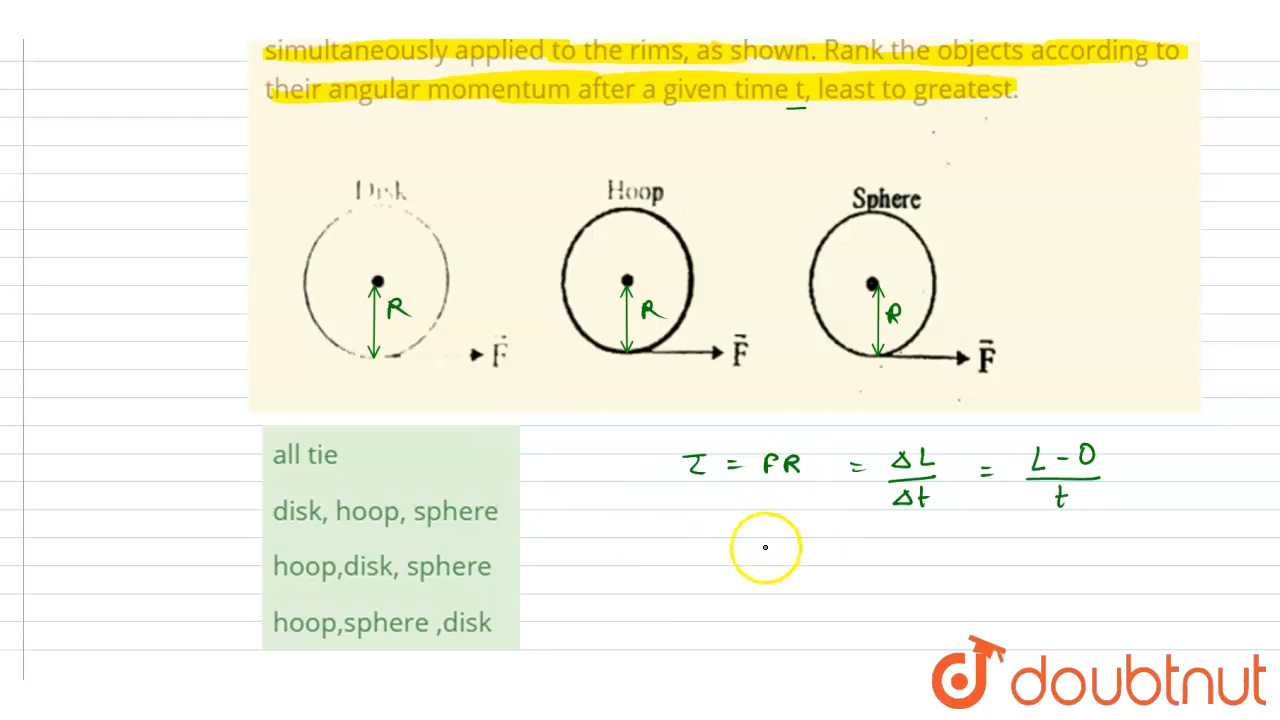 simultaneously applied to the rims, as shown. Rank the objects according to
their angular momentum after a given time t, least to greatest.
Disk Hoop Sphere
R R R
F⃗ F⃗ F⃗
all tie
disk, hoop, sphere
hoop,disk, sphere
hoop,sphere ,disk
τ = FR = ΔL/Δt = L-0/t
doubtnut